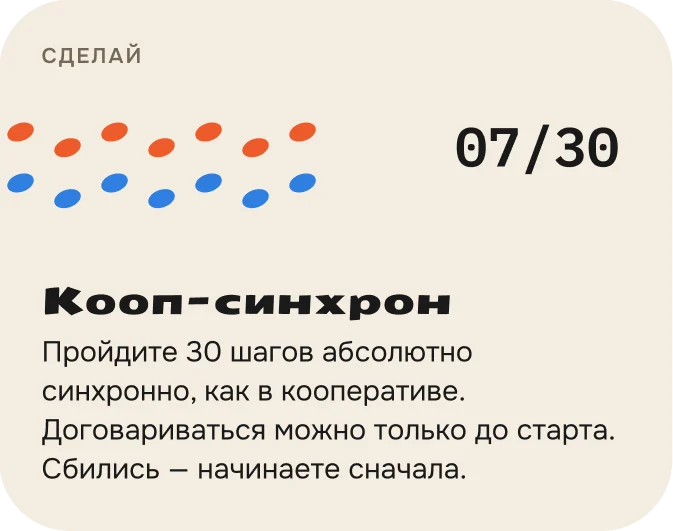 СДЕЛАЙ
07/30
Кооп-синхрон
Пройдите 30 шагов абсолютно
синхронно, как в кооперативе.
Договариваться можно только до старта.
Сбились — начинаете сначала.